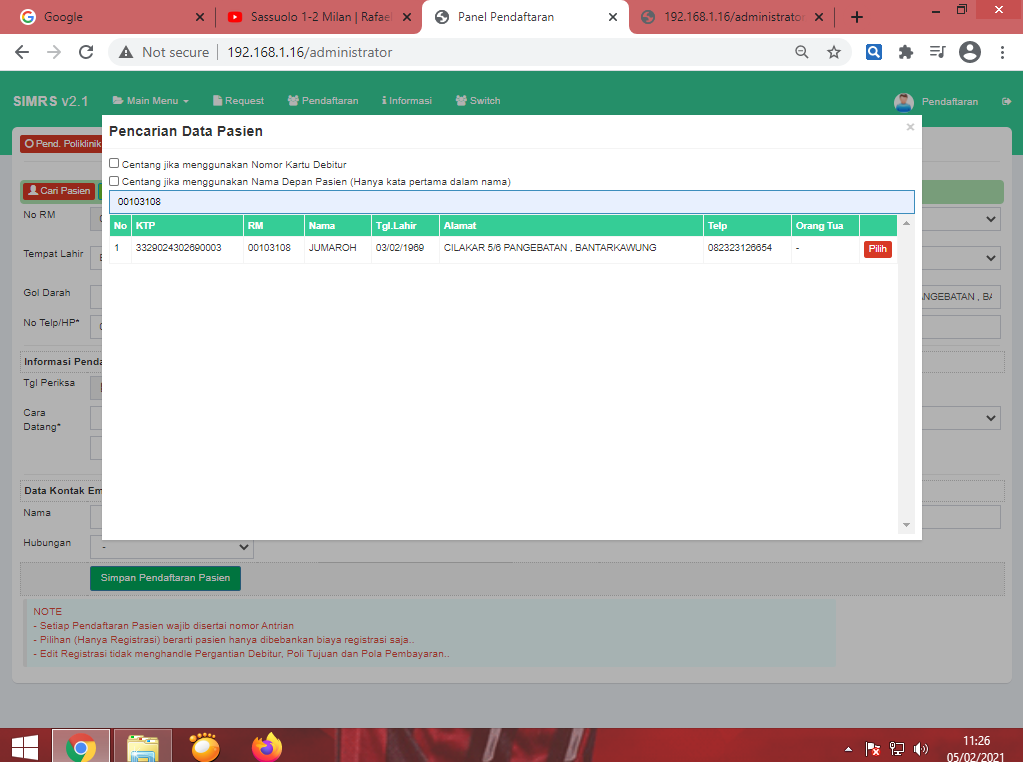 Google
Sassuolo 1-2 Milan | Rafael
Panel Pendaftaran
192.168.1.16/administrator
Not secure
192.168.1.16/administrator
SIMRS v2.1
Main Menu
Request
Pendaftaran
Informasi
Switch
Pendaftaran
Pend. Poliklinik
Pencarian Data Pasien
×
Centang jika menggunakan Nomor Kartu Debitur
Centang jika menggunakan Nama Depan Pasien (Hanya kata pertama dalam nama)
00103108
No KTP RM Nama Tgl.Lahir Alamat Telp Orang Tua
1 3329024302690003 00103108 JUMAROH 03/02/1969 CILAKAR 5/6 PANGEBATAN , BANTARKAWUNG 082323126654 - Pilih
Cari Pasien
No RM
Tempat Lahir
Gol Darah
NGEBATAN , BA
No Telp/HP*
Informasi Penda
Tgl Periksa
Cara
Datang*
Data Kontak Em
Nama
Hubungan
-
Simpan Pendaftaran Pasien
NOTE
- Setiap Pendaftaran Pasien wajib disertai nomor Antrian
- Pilihan (Hanya Registrasi) berarti pasien hanya dibebankan biaya registrasi saja..
- Edit Registrasi tidak menghandle Pergantian Debitur, Poli Tujuan dan Pola Pembayaran..
11:26
05/02/2021